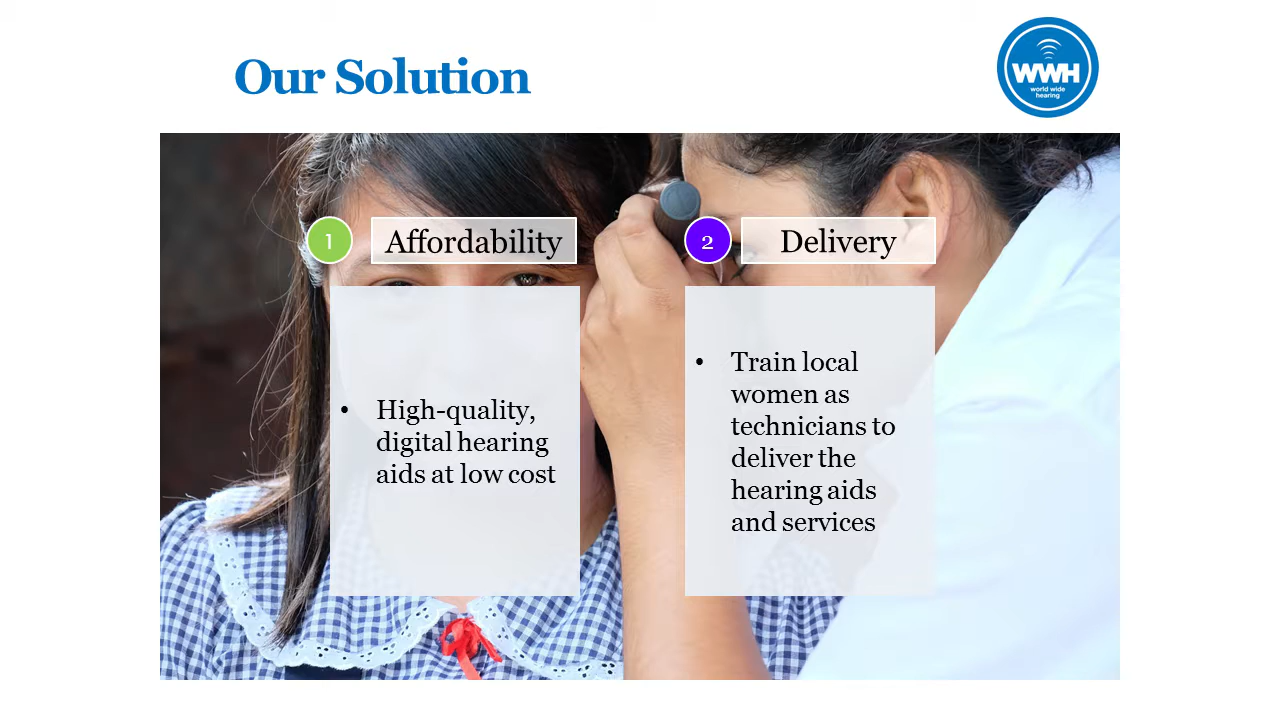 Our Solution
WWH
world wide
hearing
1
Affordability
• High-quality,
digital hearing
aids at low cost
2
Delivery
• Train local
women as
technicians to
deliver the
hearing aids
and services